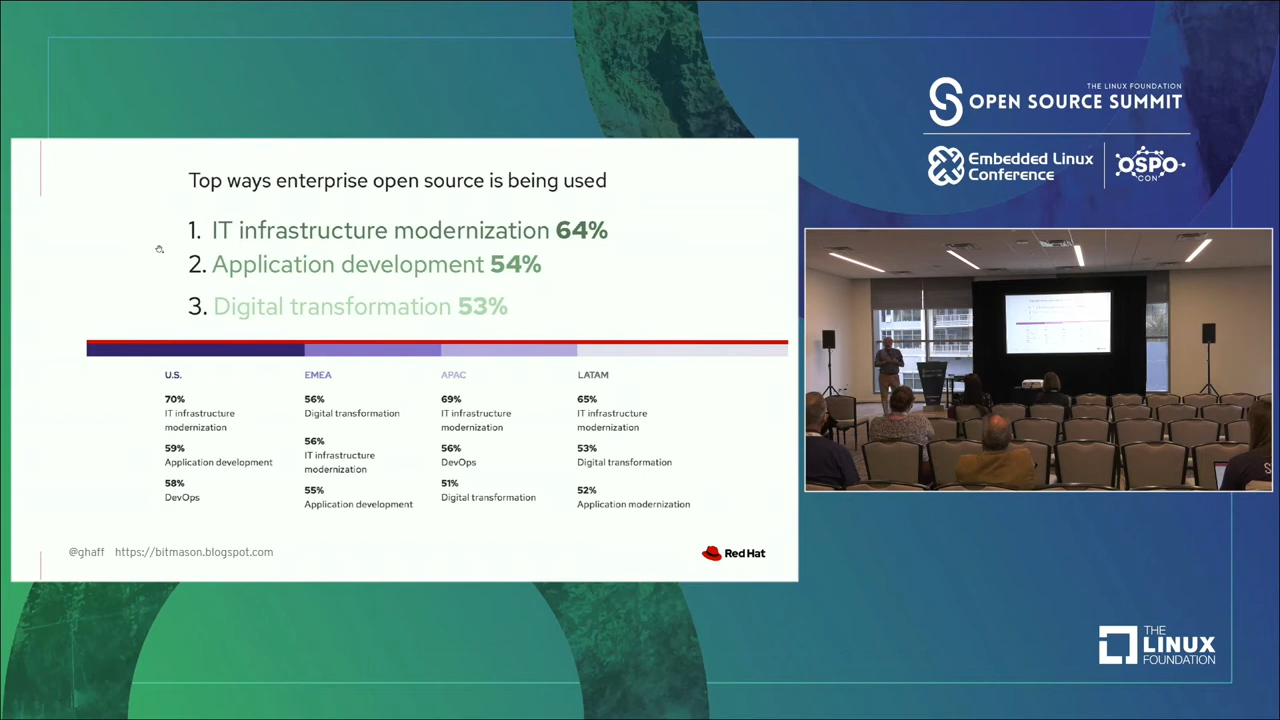 THE LINUX FOUNDATION
OPEN SOURCE SUMMIT
Embedded Linux
Conference
OSPO
CON
Top ways enterprise open source is being used
1. IT infrastructure modernization 64%
2. Application development 54%
3. Digital transformation 53%
U.S.
70%
IT infrastructure
modernization
59%
Application development
58%
DevOps
EMEA
56%
Digital transformation
56%
IT infrastructure
modernization
55%
Application development
APAC
69%
IT infrastructure
modernization
56%
DevOps
51%
Digital transformation
LATAM
65%
IT infrastructure
modernization
53%
Digital transformation
52%
Application modernization
@ghaff https://bitmason.blogspot.com
Red Hat
THE
LINUX
FOUNDATION